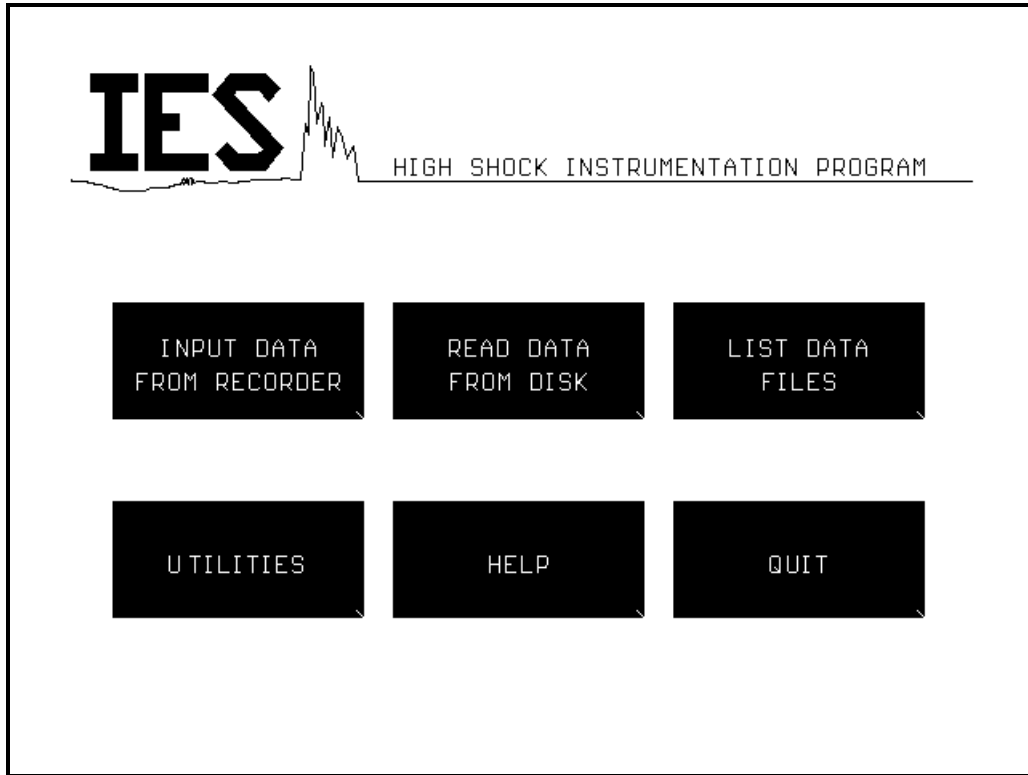 IES
HIGH SHOCK INSTRUMENTATION PROGRAM
INPUT DATA
FROM RECORDER
READ DATA
FROM DISK
LIST DATA
FILES
UTILITIES
HELP
QUIT